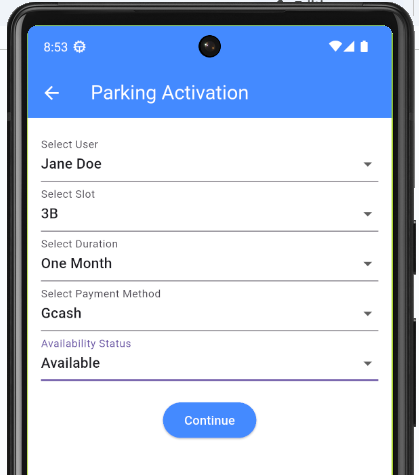 8:53
Parking Activation
Select User
Jane Doe
Select Slot
3B
Select Duration
One Month
Select Payment Method
Gcash
Availability Status
Available
Continue